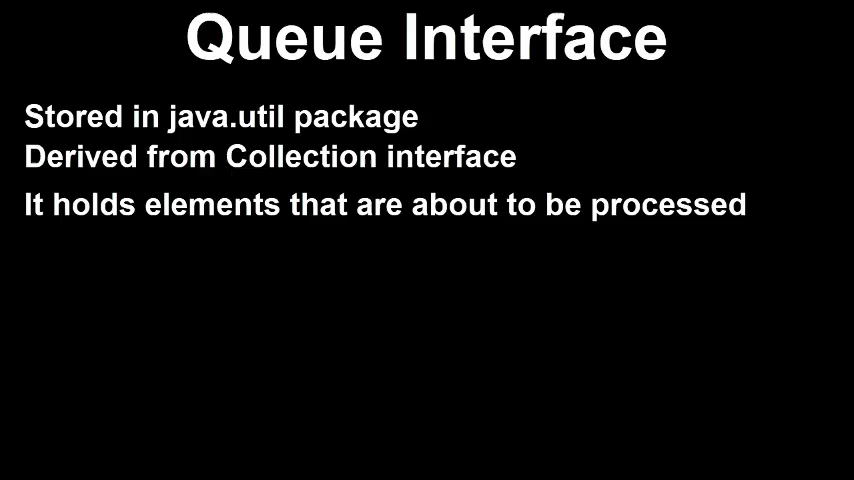 Queue Interface
Stored in java.util package
Derived from Collection interface
It holds elements that are about to be processed